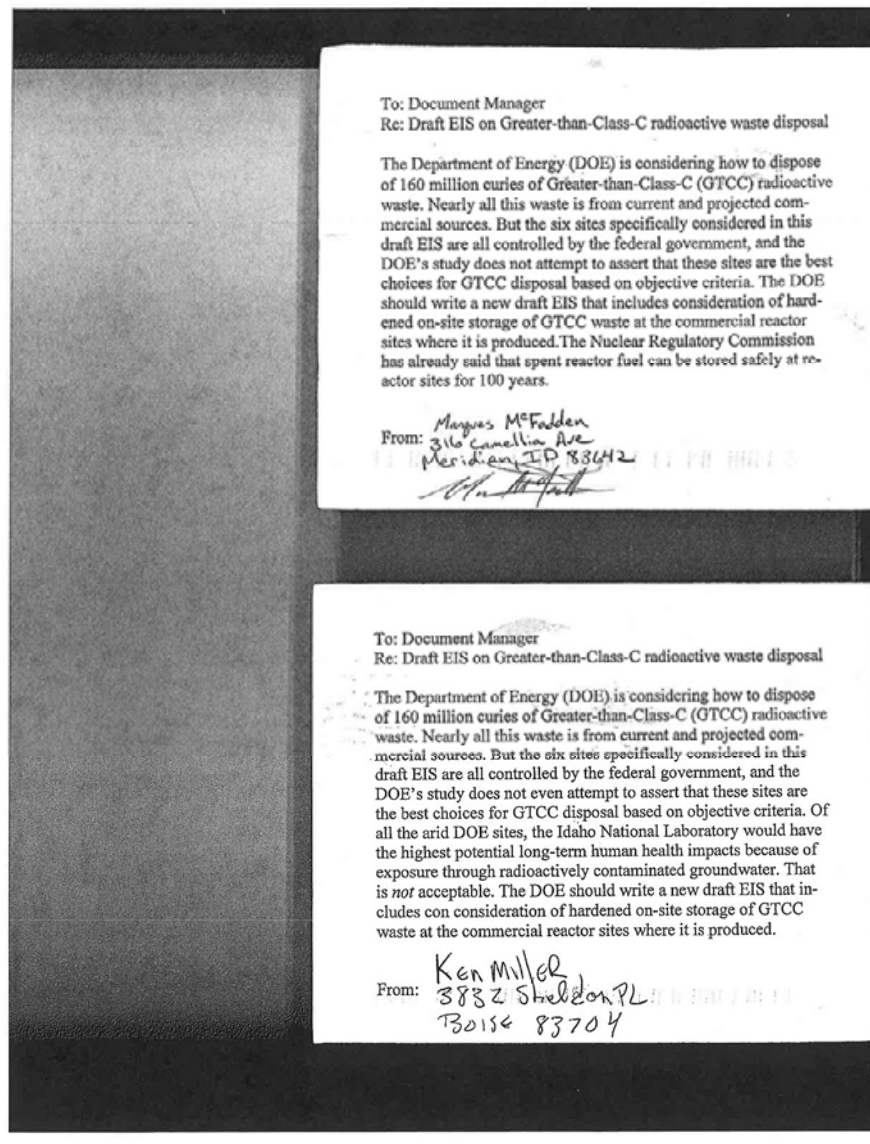 To: Document Manager
Re: Draft EIS on Greater-than-Class-C radioactive waste disposal
The Department of Energy (DOE) is considering how to dispose
of 160 million curies of Greater-than-Class-C (GTCC) radioactive
waste. Nearly all this waste is from current and projected com-
mercial sources. But the six sites specifically considered in this
draft EIS are all controlled by the federal government, and the
DOE's study does not attempt to assert that these sites are the best
choices for GTCC disposal based on objective criteria. The DOE
should write a new draft EIS that includes consideration of hard-
ened on-site storage of GTCC waste at the commercial reactor
sites where it is produced.The Nuclear Regulatory Commission
has already said that spent reactor fuel can be stored safely at re-
actor sites for 100 years.
Marques McFadden
From: 316 Camellia Ave
Meridian, ID 83642
To: Document Manager
Re: Draft EIS on Greater-than-Class-C radioactive waste disposal
The Department of Energy (DOE) is considering how to dispose
of 160 million curies of Greater-than-Class-C (GTCC) radioactive
waste. Nearly all this waste is from current and projected com-
mercial sources. But the six sites specifically considered in this
draft EIS are all controlled by the federal government, and the
DOE's study does not even attempt to assert that these sites are
the best choices for GTCC disposal based on objective criteria. Of
all the arid DOE sites, the Idaho National Laboratory would have
the highest potential long-term human health impacts because of
exposure through radioactively contaminated groundwater. That
is not acceptable. The DOE should write a new draft EIS that in-
cludes con consideration of hardened on-site storage of GTCC
waste at the commercial reactor sites where it is produced.
Ken Miller
From: 3832 Sheldon PL
Boise 83704